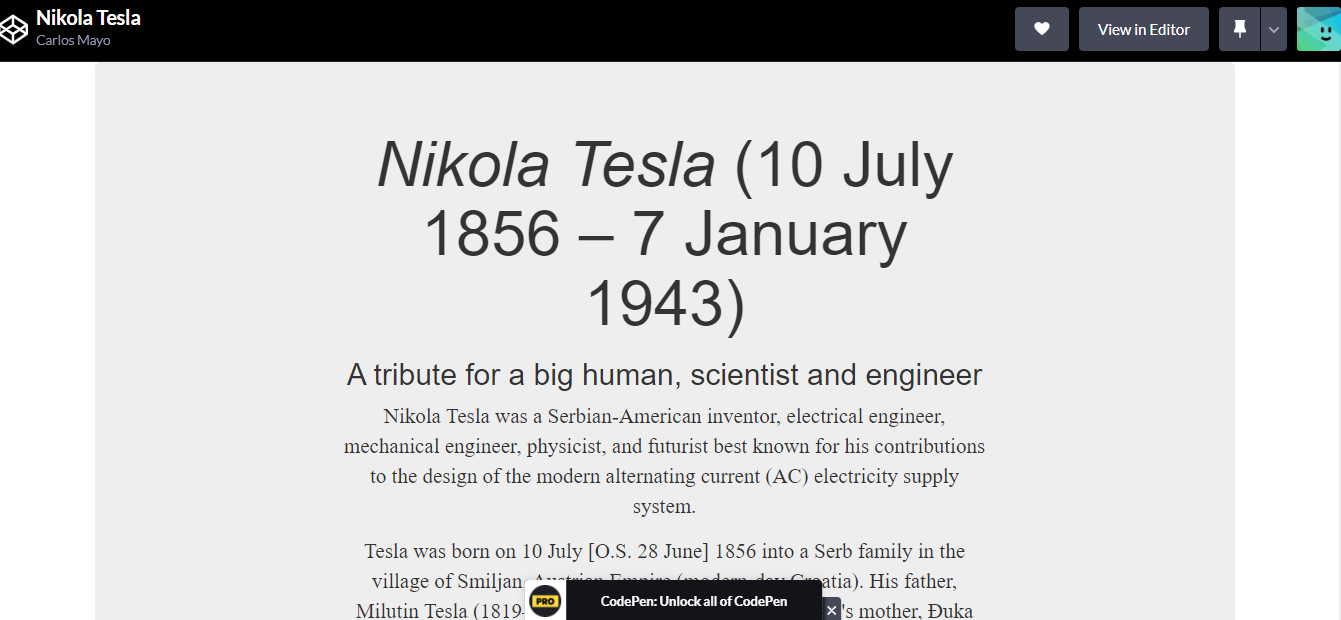 Nikola Tesla
Carlos Mayo
View in Editor
Nikola Tesla (10 July
1856 – 7 January
1943)
A tribute for a big human, scientist and engineer
Nikola Tesla was a Serbian-American inventor, electrical engineer,
mechanical engineer, physicist, and futurist best known for his contributions
to the design of the modern alternating current (AC) electricity supply
system.
Tesla was born on 10 July [O.S. 28 June] 1856 into a Serb family in the
village of Smiljan, Austrian Empire (modern-day Croatia). His father,
Milutin Tesla (1819- 's mother, Đuka
PRO
CodePen: Unlock all of CodePen